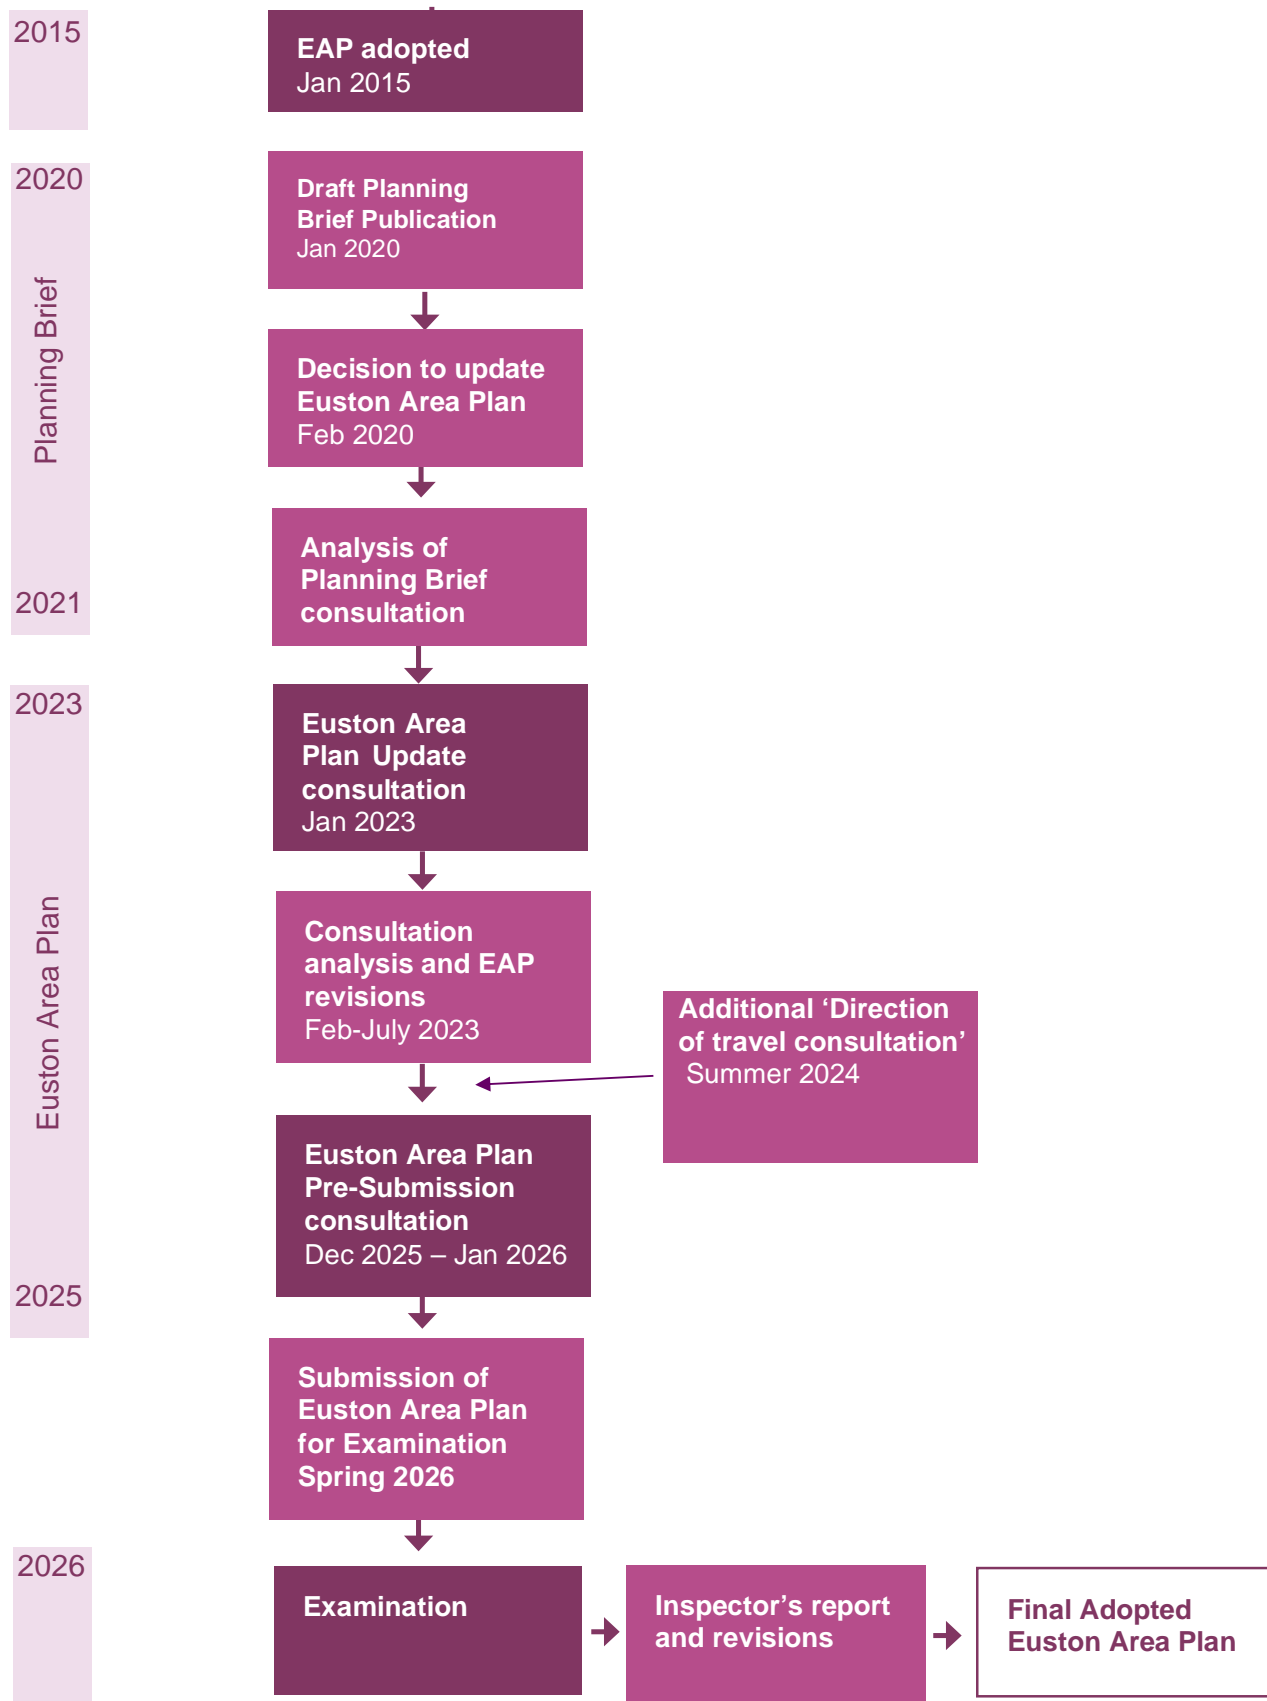 2015
EAP adopted
Jan 2015
2020
Planning Brief
2021
Draft Planning
Brief Publication
Jan 2020
Decision to update
Euston Area Plan
Feb 2020
Analysis of
Planning Brief
consultation
2023
Euston Area Plan
2025
Euston Area
Plan Update
consultation
Jan 2023
Consultation
analysis and EAP
revisions
Feb-July 2023
Additional ‘Direction
of travel consultation’
Summer 2024
Euston Area Plan
Pre-Submission
consultation
Dec 2025 – Jan 2026
Submission of
Euston Area Plan
for Examination
Spring 2026
2026
Examination
Inspector’s report
and revisions
Final Adopted
Euston Area Plan